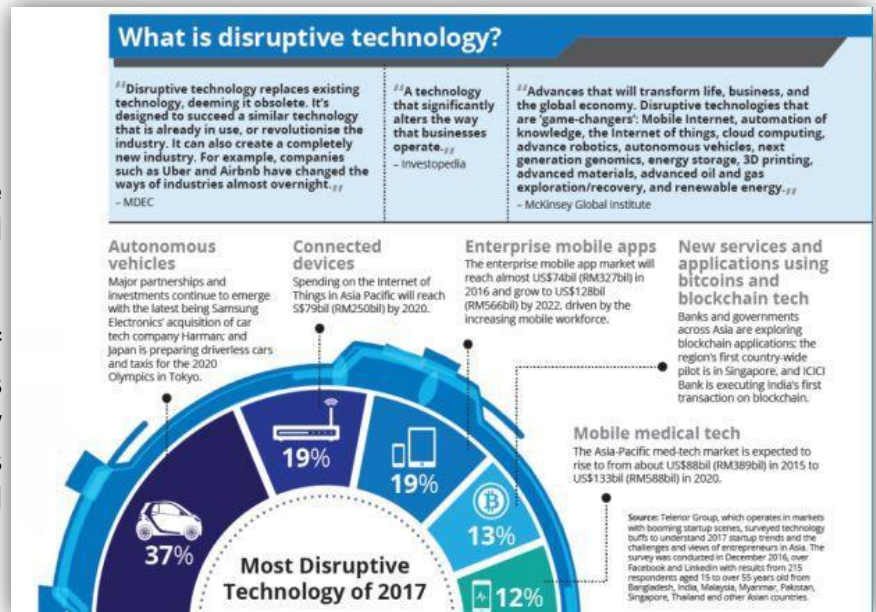 What is disruptive technology?
"Disruptive technology replaces existing
technology, deeming it obsolete. It's
designed to succeed a similar technology
that is already in use, or revolutionise the
industry. It can also create a completely
new industry. For example, companies
such as Uber and Airbnb have changed the
ways of industries almost overnight."
– MDEC
"A technology
that significantly
alters the way
that businesses
operate."
– Investopedia
"Advances that will transform life, business, and
the global economy. Disruptive technologies that
are 'game-changers': Mobile Internet, automation of
knowledge, the Internet of things, cloud computing,
advance robotics, autonomous vehicles, next
generation genomics, energy storage, 3D printing,
advanced materials, advanced oil and gas
exploration/recovery, and renewable energy."
– McKinsey Global Institute
Autonomous
vehicles
Major partnerships and
investments continue to emerge
with the latest being Samsung
Electronics' acquisition of car
tech company Harman; and
Japan is preparing driverless cars
and taxis for the 2020
Olympics in Tokyo.
Connected
devices
Spending on the Internet of
Things in Asia Pacific will reach
S$79bil (RM250bil) by 2020.
Enterprise mobile apps
The enterprise mobile app market will
reach almost US$74bil (RM327bil) in
2016 and grow to US$128bil
(RM566bil) by 2022, driven by the
increasing mobile workforce.
New services and
applications using
bitcoins and
blockchain tech
Banks and governments
across Asia are exploring
blockchain applications; the
region's first country-wide
pilot is in Singapore, and ICICI
Bank is executing India's first
transaction on blockchain.
Mobile medical tech
The Asia-Pacific med-tech market is expected to
rise to from about US$88bil (RM389bil) in 2015 to
US$133bil (RM588bil) in 2020.
37%
19%
19%
13%
12%
Most Disruptive
Technology of 2017
Source: Telenor Group, which operates in markets
with booming startup scenes, surveyed technology
buffs to understand 2017 startup trends and the
challenges and views of entrepreneurs in Asia. The
survey was conducted in December 2016, over
Facebook and LinkedIn with results from 215
respondents aged 15 to over 55 years old from
Bangladesh, India, Malaysia, Myanmar, Pakistan,
Singapore, Thailand and other Asian countries.